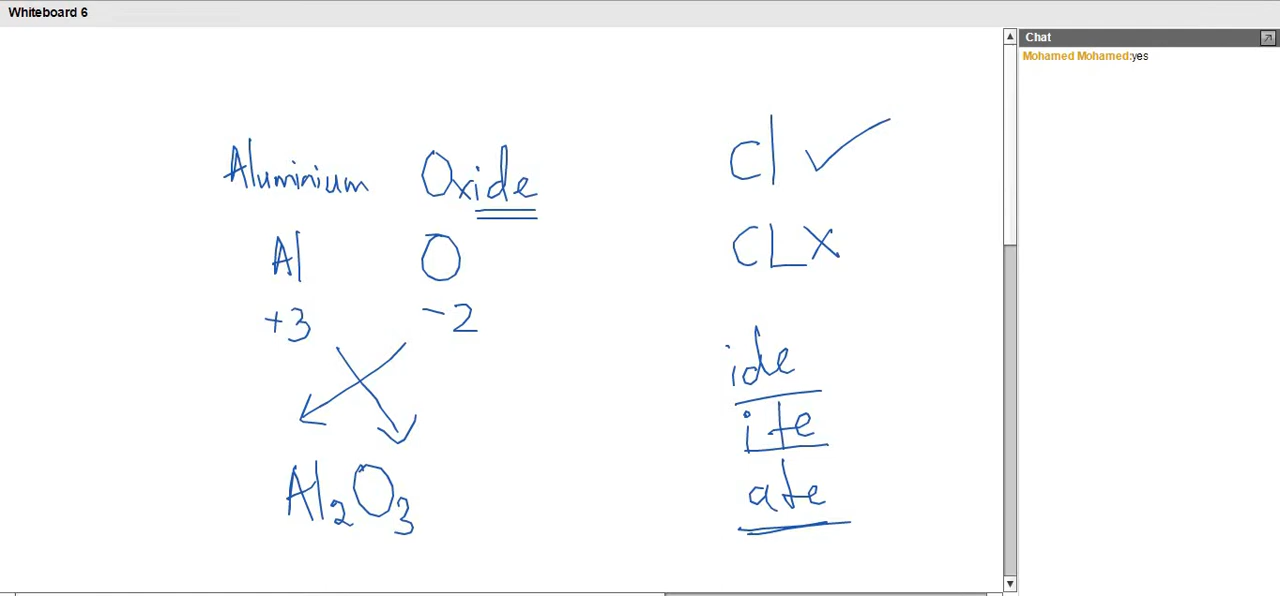 Whiteboard 6
Chat
Mohamed Mohamed:yes
Aluminium Oxide
Al O
+3 -2
Al₂O₃
Cl ✓
CL X
ide
ite
ate